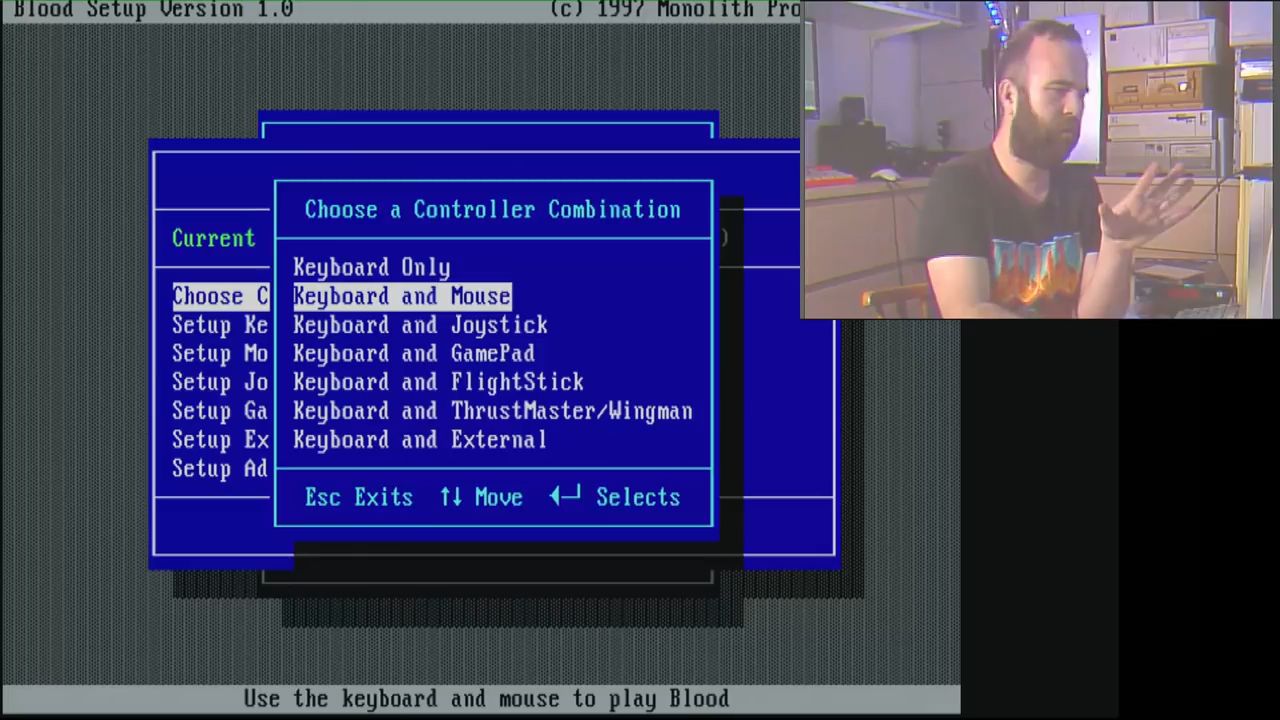 Blood Setup Version 1.0 (c) 1997 Monolith Pro
Choose a Controller Combination
Current
Keyboard Only
Choose C Keyboard and Mouse
Setup Ke Keyboard and Joystick
Setup Mo Keyboard and GamePad
Setup Jo Keyboard and FlightStick
Setup Ga Keyboard and ThrustMaster/Wingman
Setup Ex Keyboard and External
Setup Ad
Esc Exits ↑↓ Move ◄─┘ Selects
Use the keyboard and mouse to play Blood